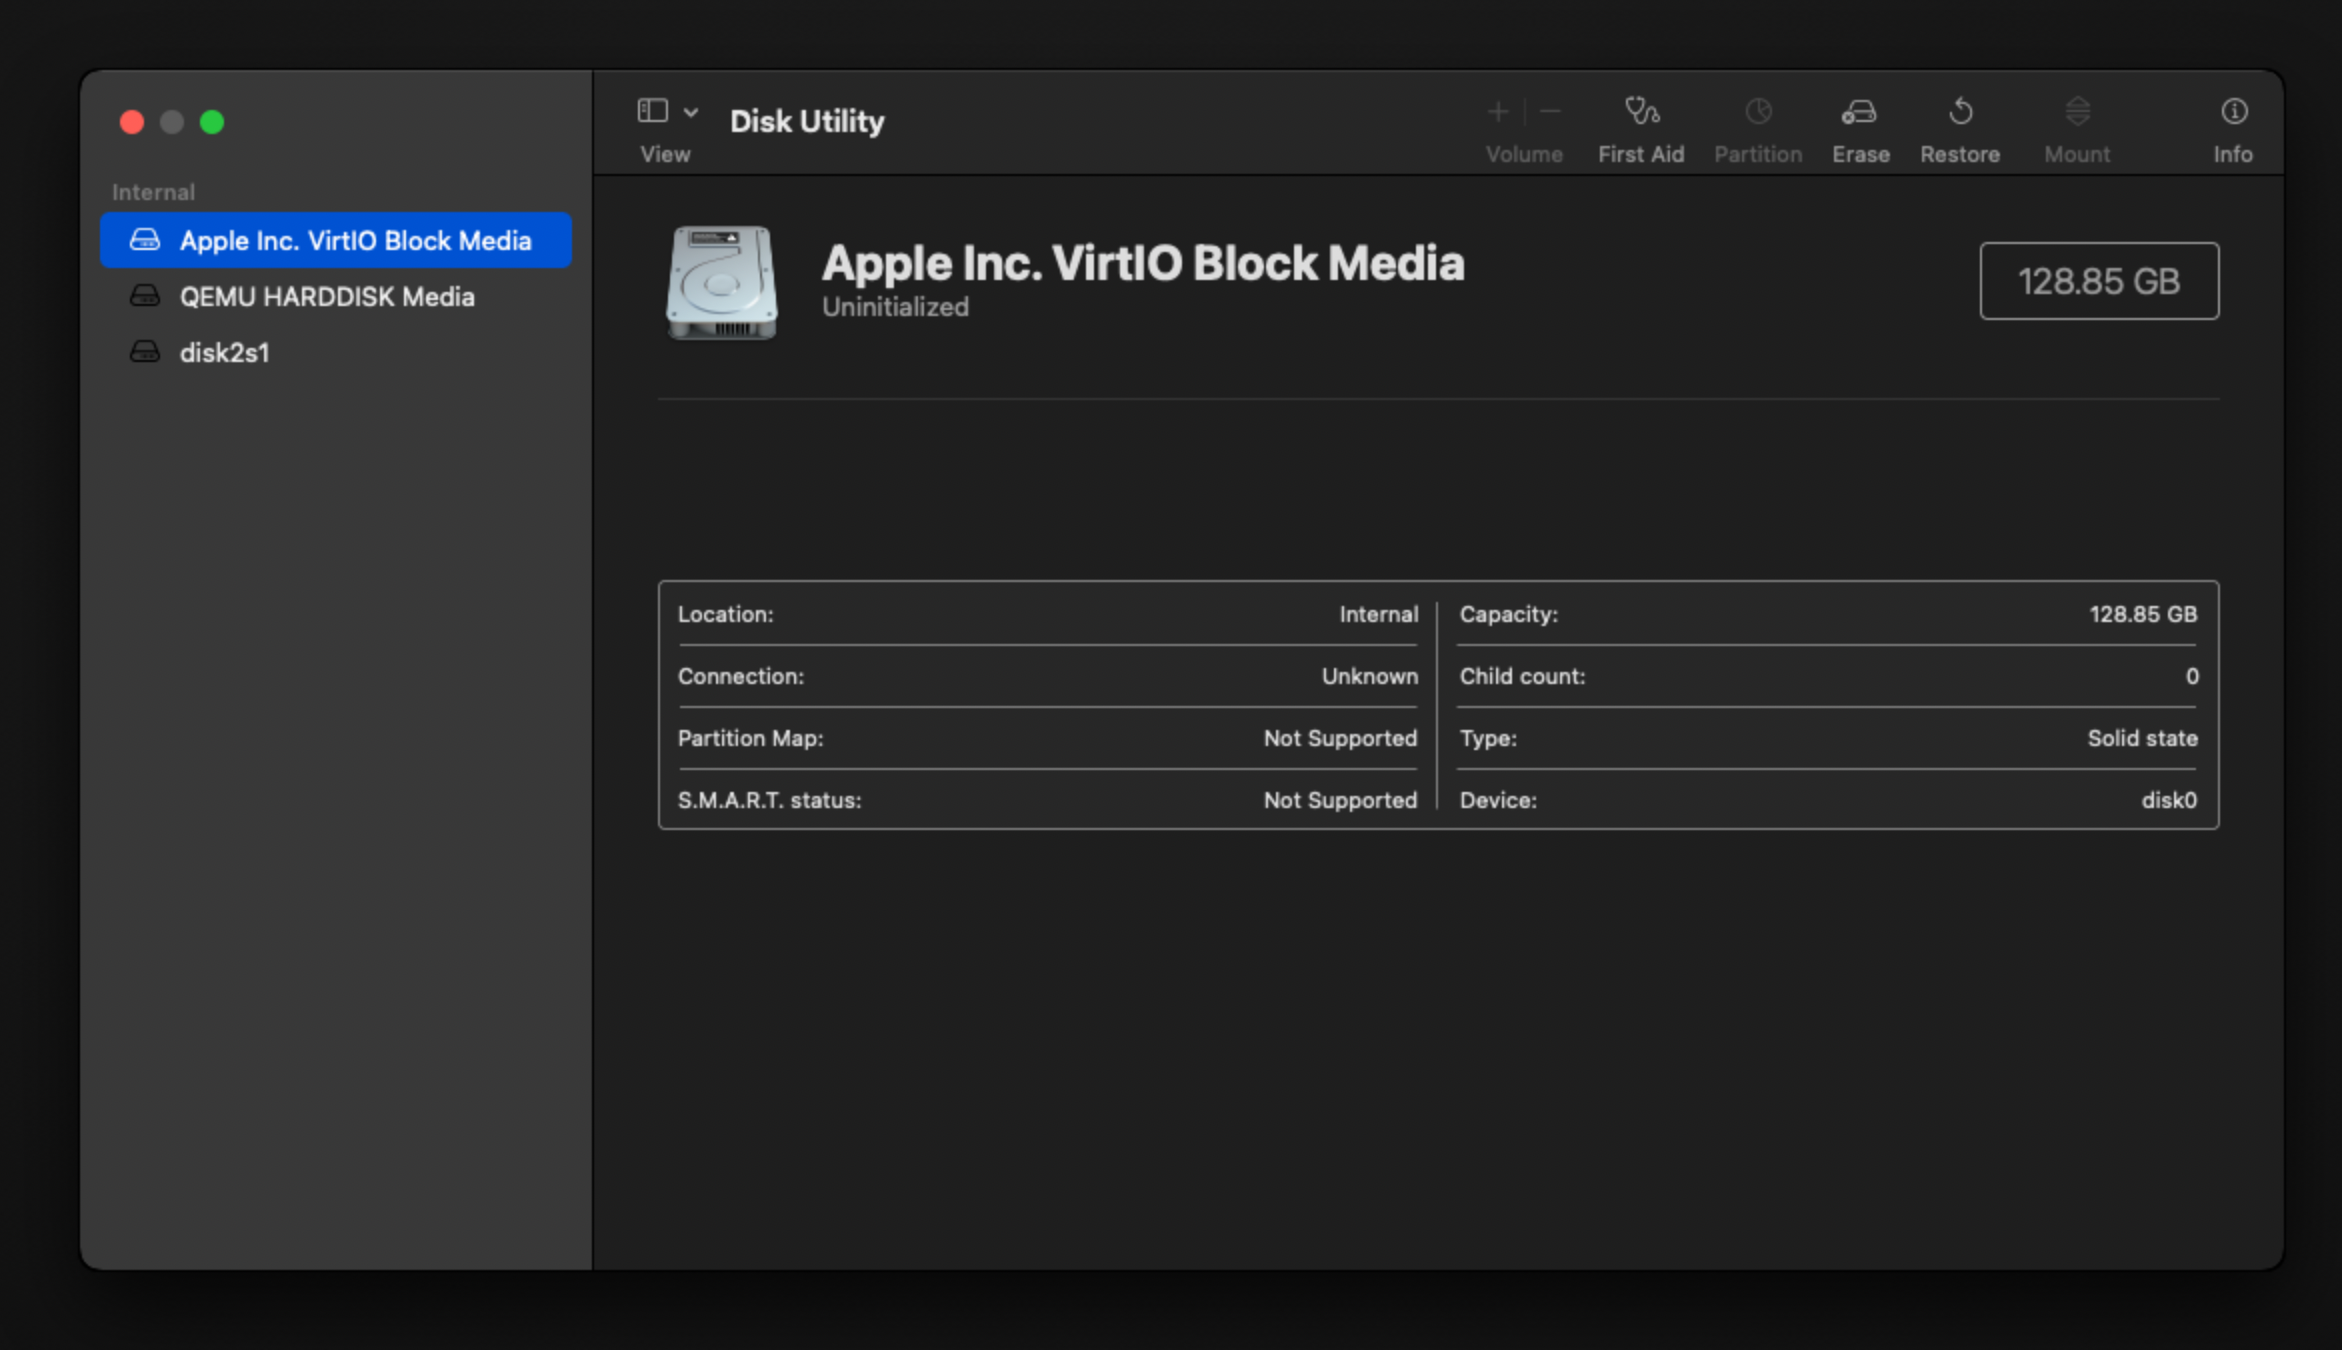 Disk Utility
View
Volume
First Aid
Partition
Erase
Restore
Mount
Info
Internal
Apple Inc. VirtIO Block Media
QEMU HARDDISK Media
disk2s1
Apple Inc. VirtIO Block Media
Uninitialized
128.85 GB
Location: Internal
Connection: Unknown
Partition Map: Not Supported
S.M.A.R.T. status: Not Supported
Capacity: 128.85 GB
Child count: 0
Type: Solid state
Device: disk0